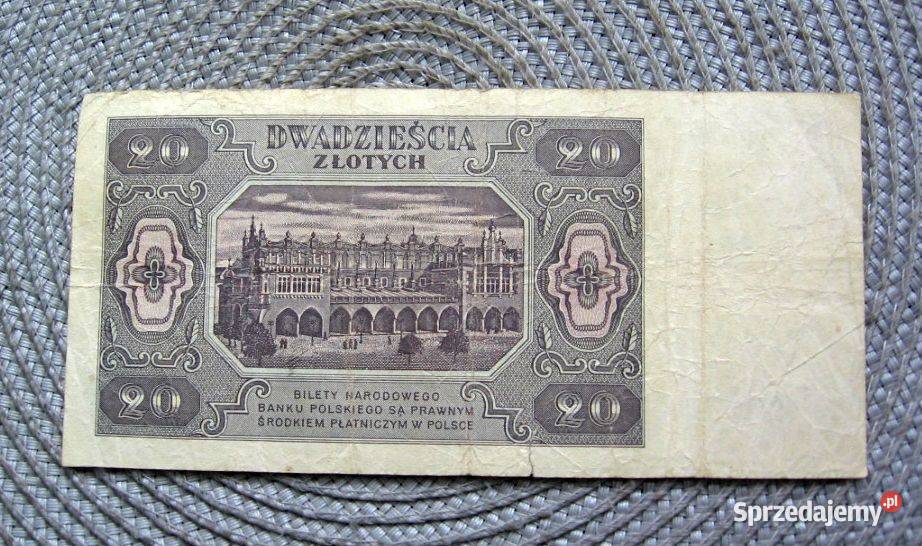 20 DWADZIEŚCIA 20
ZŁOTYCH
20 BILETY NARODOWEGO 20
BANKU POLSKIEGO SĄ PRAWNYM
ŚRODKIEM PŁATNICZYM W POLSCE
Sprzedajemy.pl